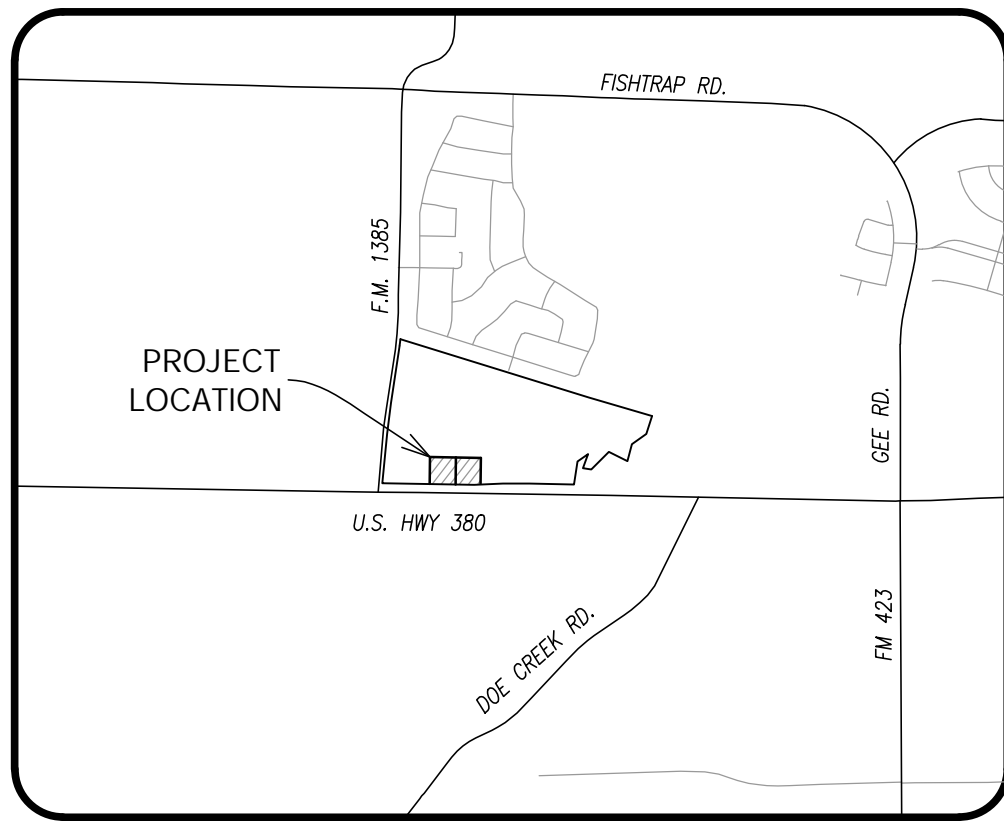 FISHTRAP RD.
F.M. 1385
PROJECT
LOCATION
GEE RD.
U.S. HWY 380
FM 423
DOE CREEK RD.